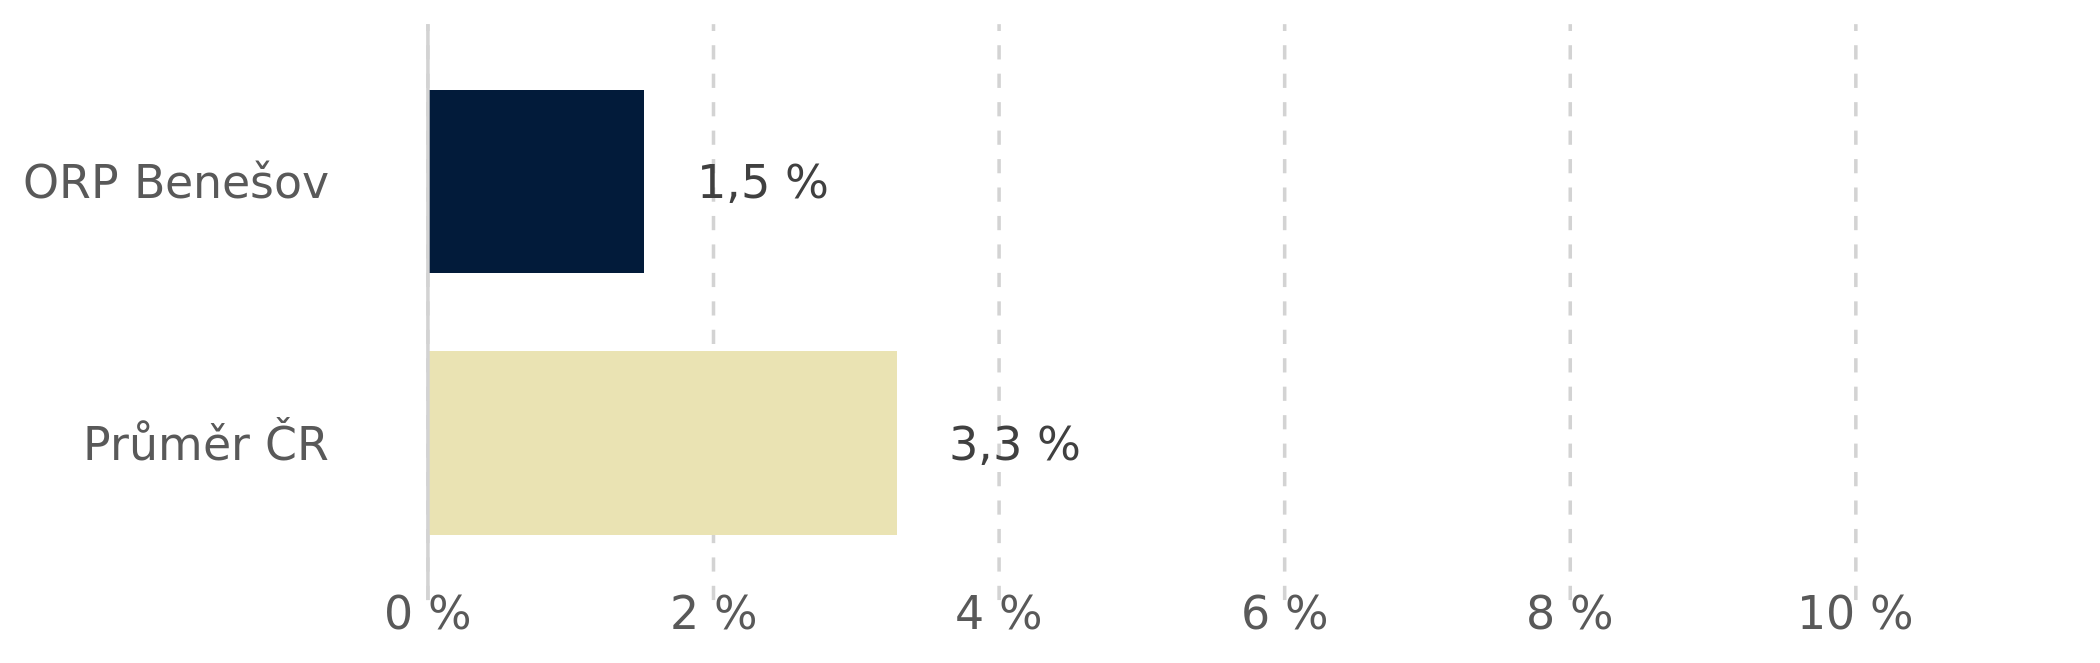 ORP Benešov 1,5 %
Průměr ČR 3,3 %
0 % 2 % 4 % 6 % 8 % 10 %